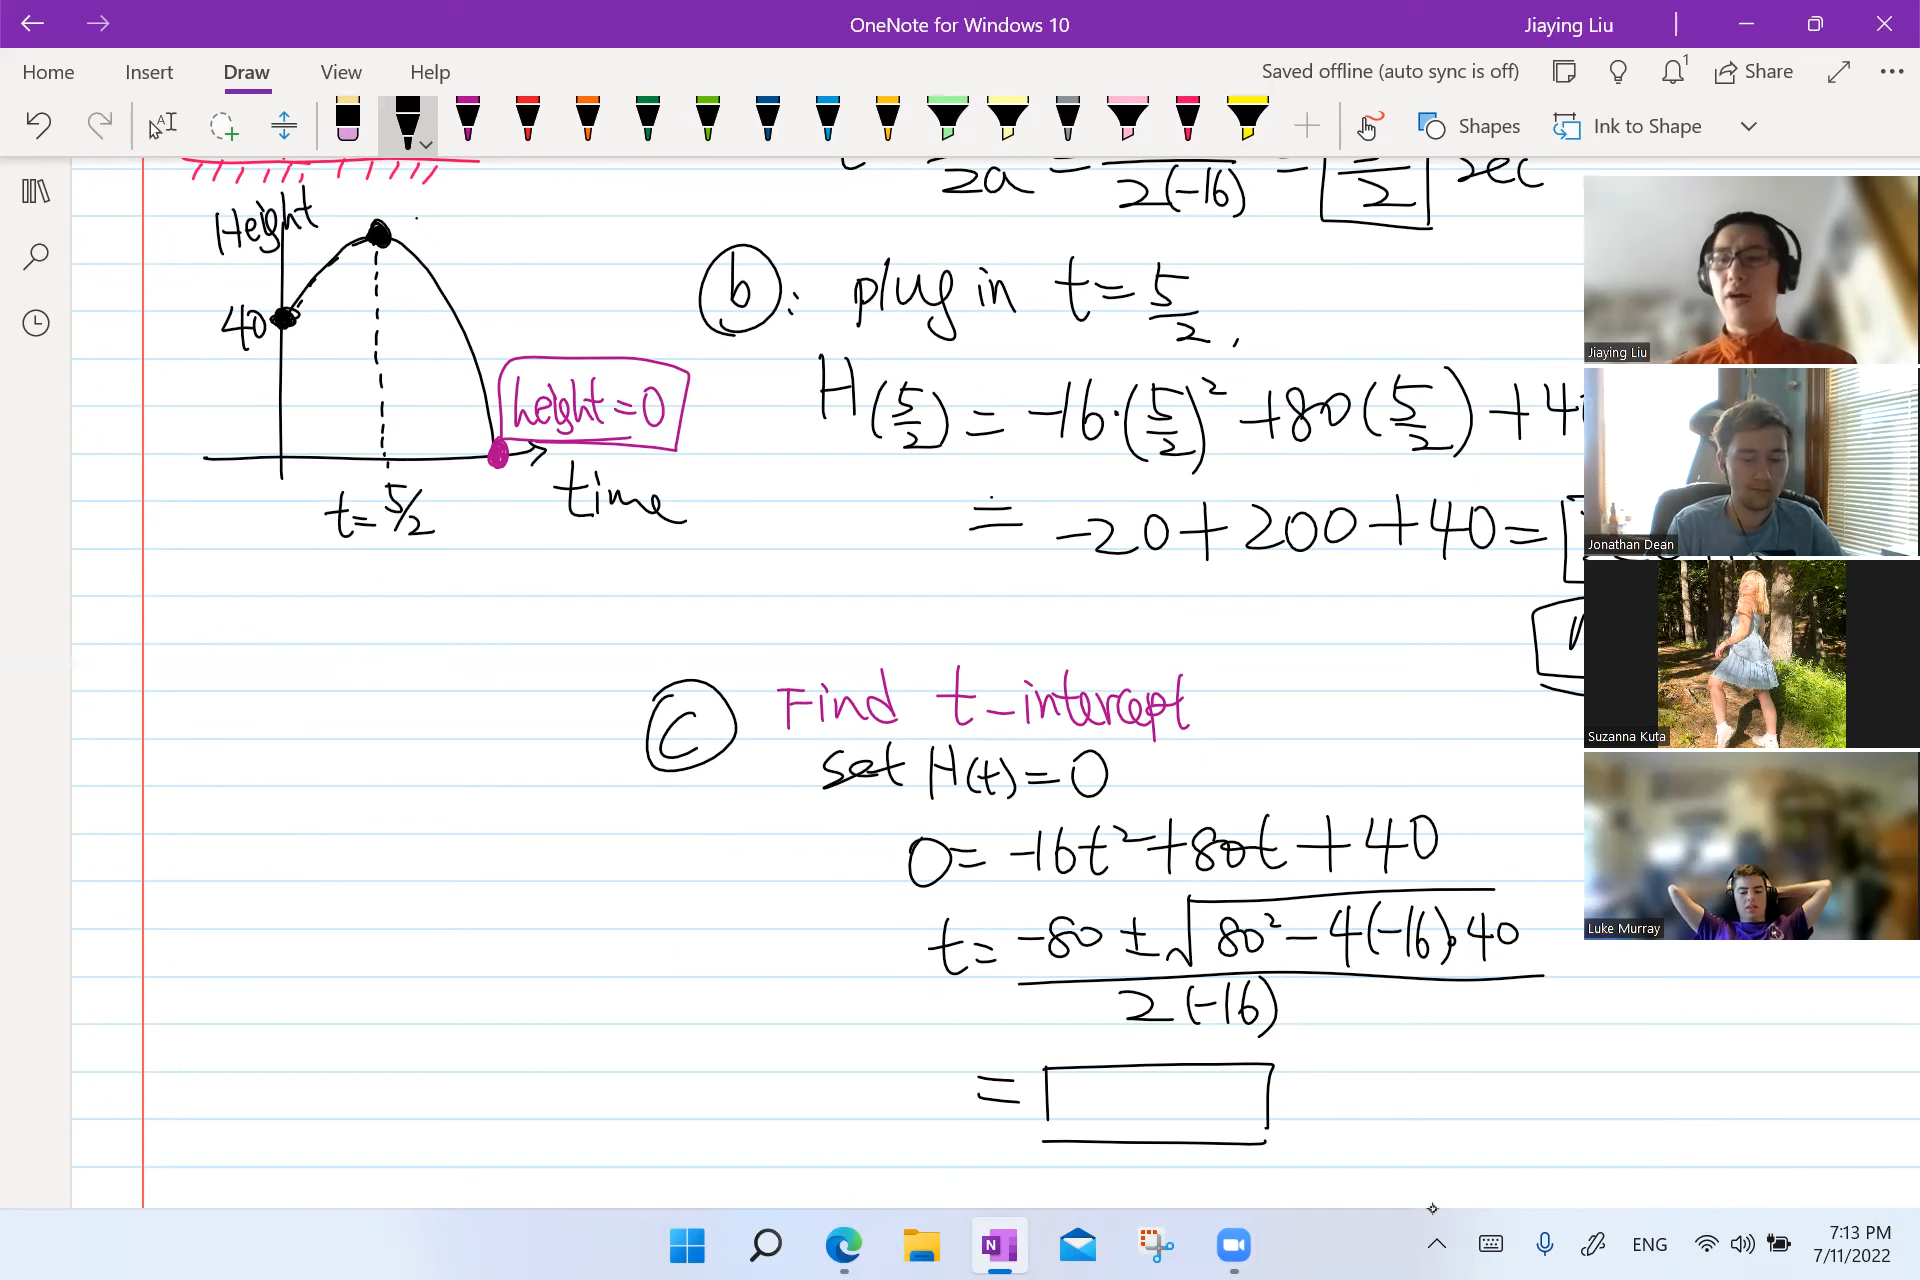 OneNote for Windows 10
Jiaying Liu
Home Insert Draw View Help
Saved offline (auto sync is off)
1
Share
Shapes
Ink to Shape
2a = 2(-16) = 2 sec
Height
40
height = 0
t = 5/2
time
b : plug in t = 5/2,
H(5/2) = -16·(5/2)² + 80(5/2) + 4
= -20 + 200 + 40 =
C Find t-intercept
set H(t) = 0
0 = -16t² + 80t + 40
t = -80 ± √80² - 4(-16)·40
2(-16)
=
Jiaying Liu
Jonathan Dean
Suzanna Kuta
Luke Murray
ENG
7:13 PM
7/11/2022